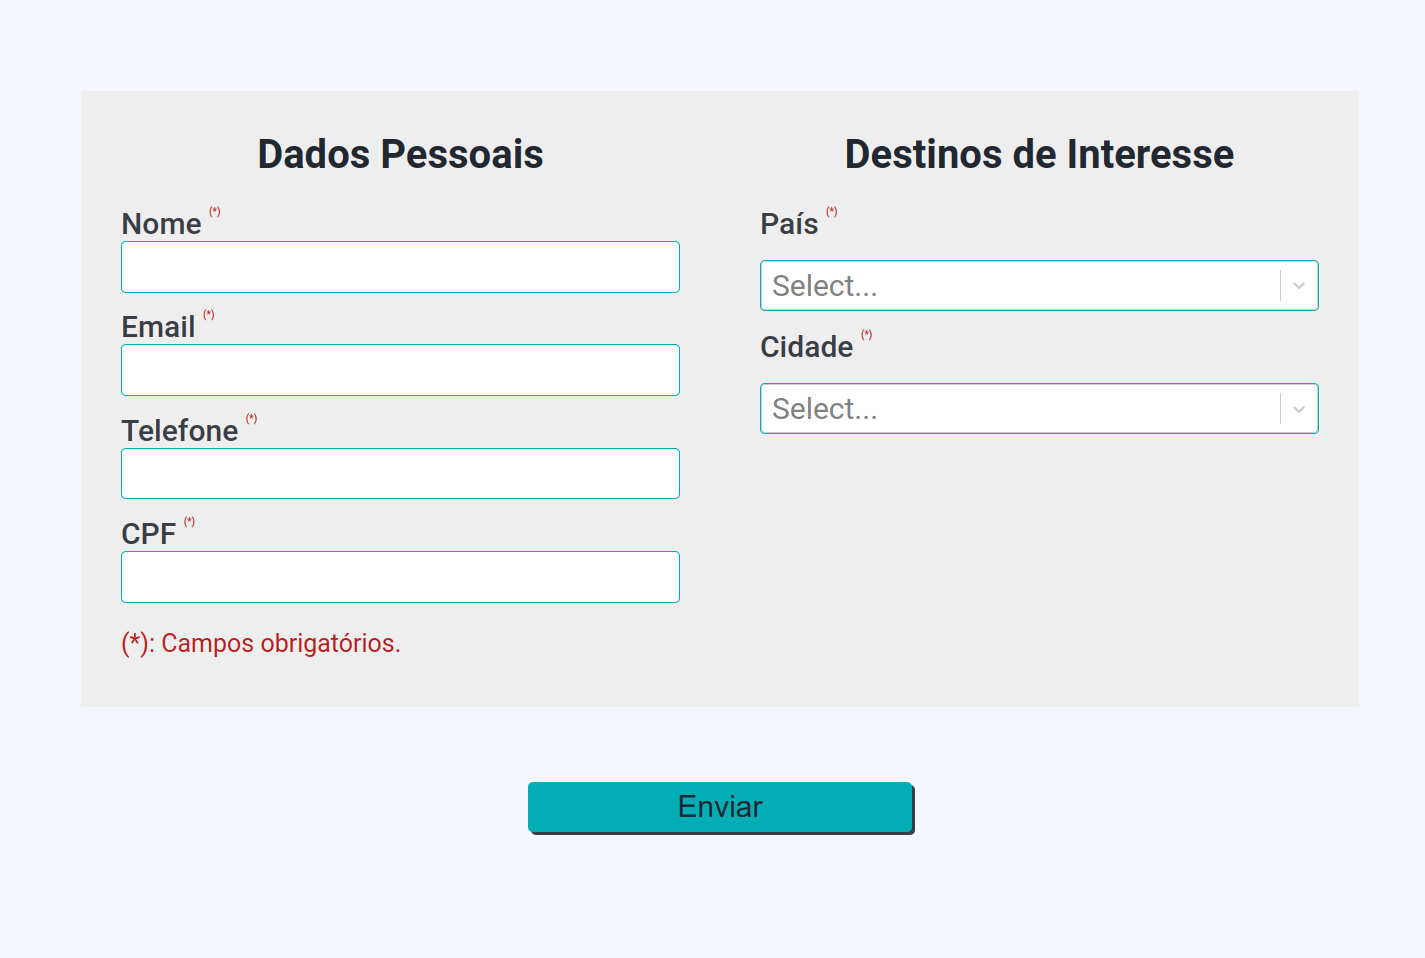 Dados Pessoais
Nome (*)
Email (*)
Telefone (*)
CPF (*)
(*): Campos obrigatórios.
Destinos de Interesse
País (*)
Select...
Cidade (*)
Select...
Enviar